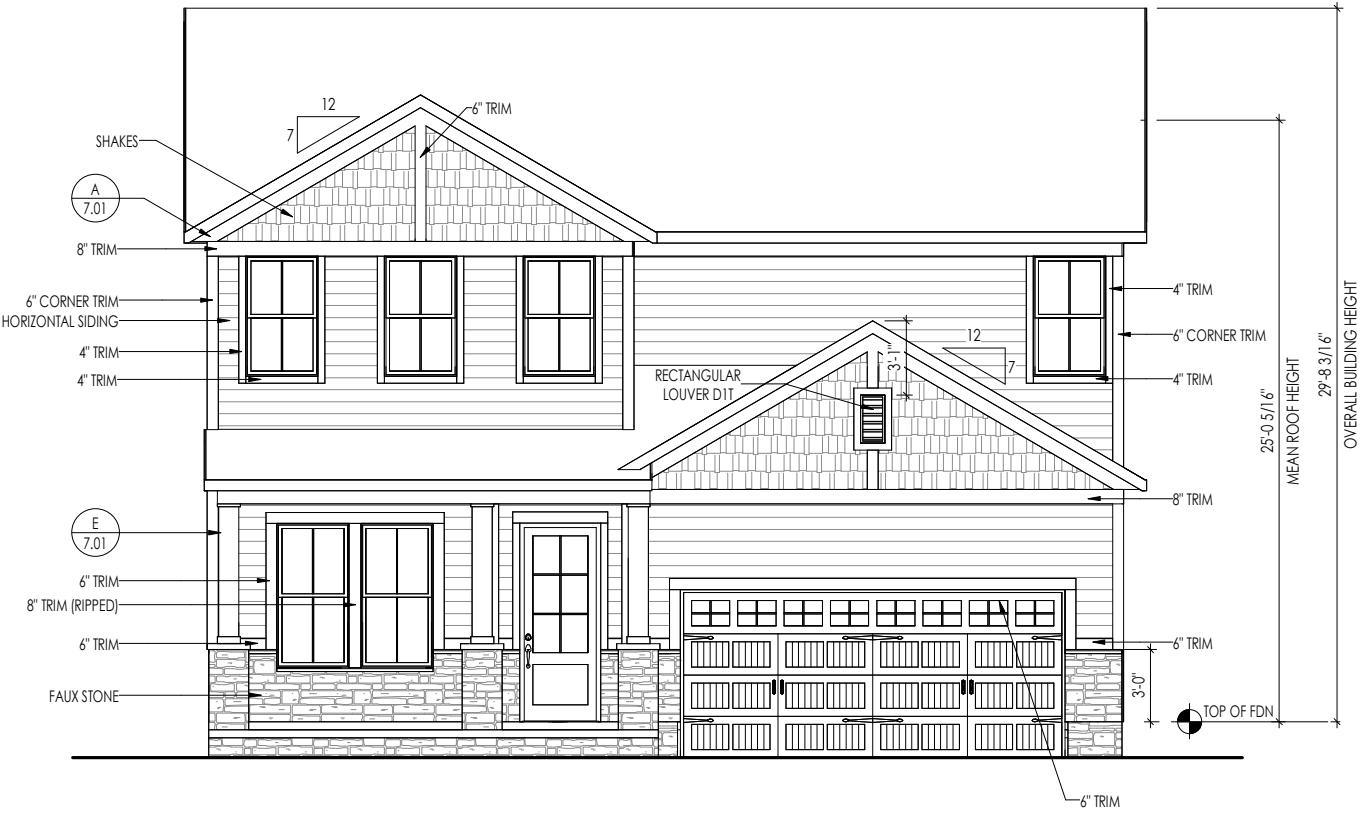 12
7
6" TRIM
SHAKES
A
7.01
8" TRIM
6" CORNER TRIM
HORIZONTAL SIDING
4" TRIM
4" TRIM
4" TRIM
6" CORNER TRIM
4" TRIM
12
7
3'-1"
RECTANGULAR
LOUVER D1T
8" TRIM
E
7.01
6" TRIM
8" TRIM (RIPPED)
6" TRIM
FAUX STONE
6" TRIM
3'-0"
TOP OF FDN
6" TRIM
25'-0 5/16"
MEAN ROOF HEIGHT
29'-8 3/16"
OVERALL BUILDING HEIGHT